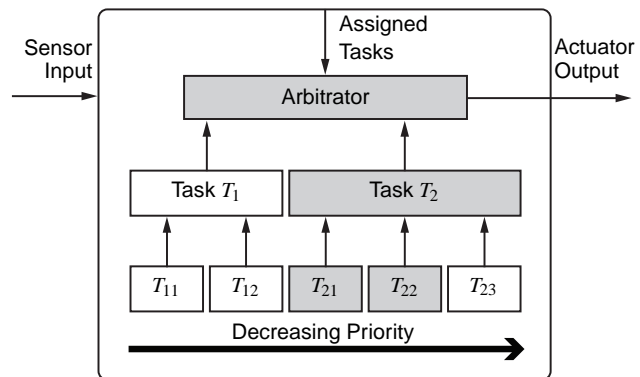 Assigned
Tasks
Sensor
Input
Actuator
Output
Arbitrator
Task T1
Task T2
T11
T12
T21
T22
T23
Decreasing Priority